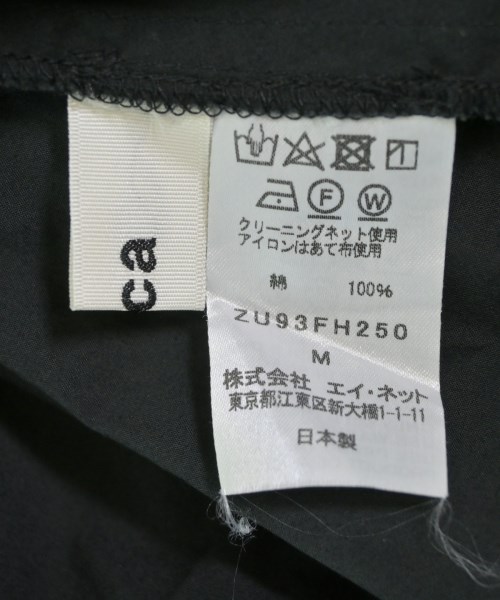 ca
F W
クリーニングネット使用
アイロンはあて布使用
綿 100%
ZU93FH250
M
株式会社 エイ・ネット
東京都江東区新大橋1-1-11
日本製